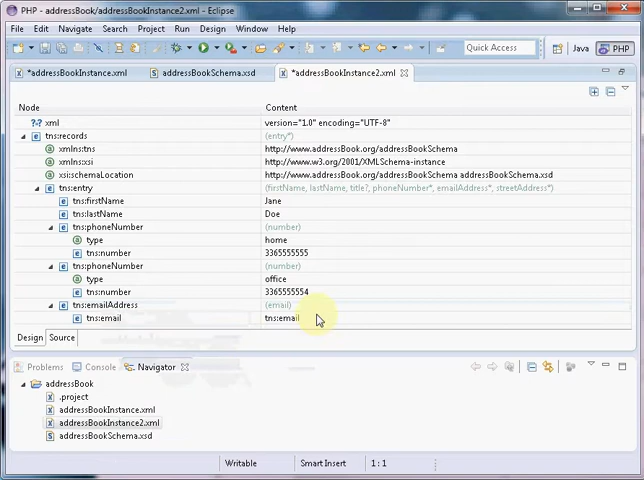 PHP - addressBook/addressBookInstance2.xml - Eclipse
File Edit Navigate Search Project Run Window Help
Quick Access Java PHP
*addressBookInstance.xml addressBookSchema.xsd *addressBookInstance2.xml
Node Content
?-? xml version="1.0" encoding="UTF-8"
tns:records (entry*)
xmlns:tns http://www.addressBook.org/addressBookSchema
xmlns:xsi http://www.w3.org/2001/XMLSchema-instance
xsi:schemaLocation http://www.addressBook.org/addressBookSchema addressBookSchema.xsd
tns:entry (firstName, lastName, title?, phoneNumber*, emailAddress*, streetAddress*)
tns:firstName Jane
tns:lastName Doe
tns:phoneNumber (number)
type home
tns:number 3365555555
tns:phoneNumber (number)
type office
tns:number 3365555554
tns:emailAddress (email)
tns:email tns:email
Design Source
Problems Console Navigator
addressBook
.project
addressBookInstance.xml
addressBookInstance2.xml
addressBookSchema.xsd
Writable Smart Insert 1 : 1